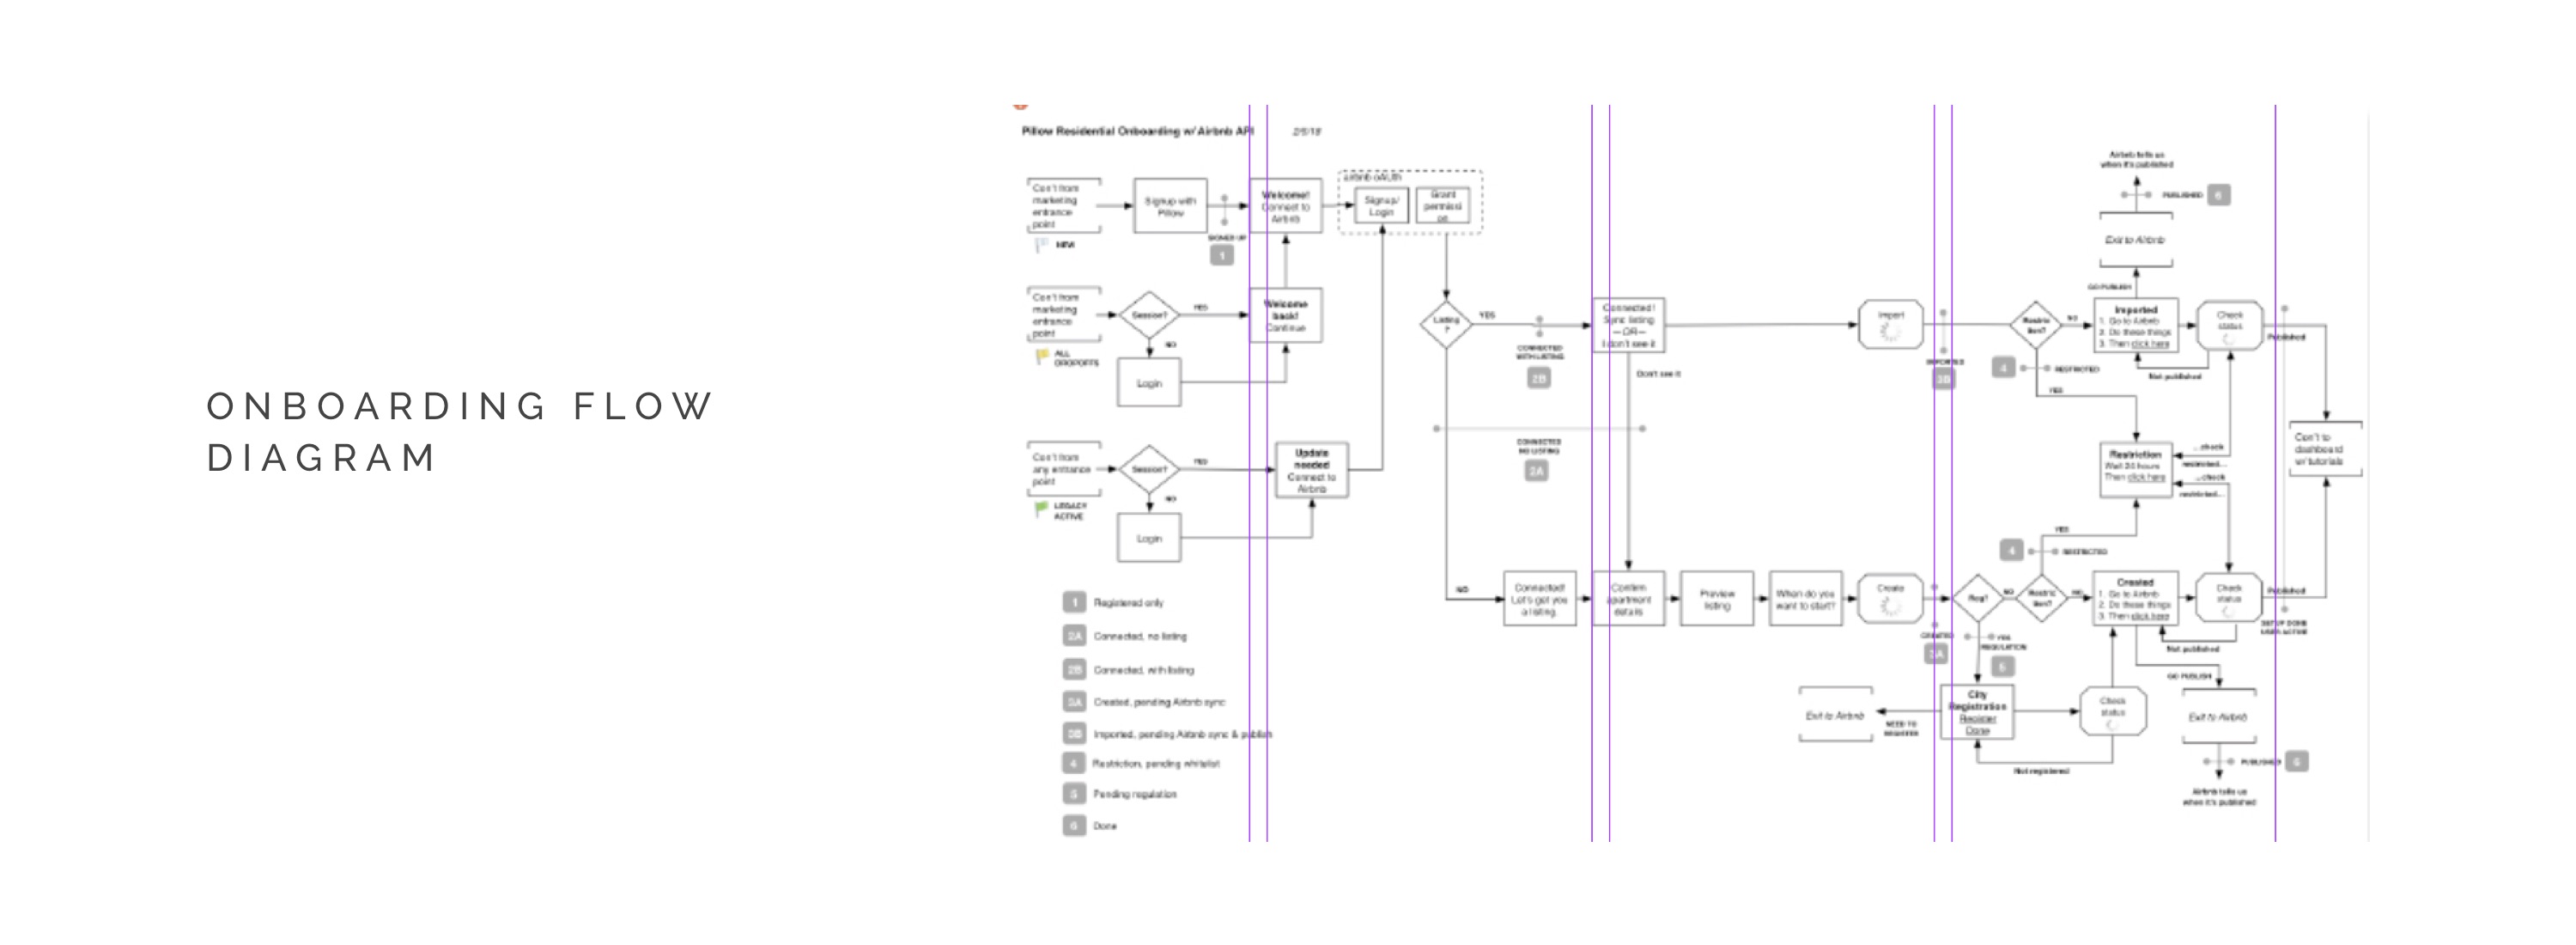 ONBOARDING FLOW
DIAGRAM
Pillow Residential Onboarding w/ Airbnb API
2/5/18
Con't from
marketing
entrance
point
NEW
Signup with
Pillow
SIGNED UP
1
Welcome!
Connect to
Airbnb
airbnb oAUth
Signup/
Login
Grant
permissi
on
Con't from
marketing
entrance
point
ALL
DROPOFFS
Session?
YES
NO
Login
Welcome
back!
Continue
Con't from
any entrance
point
LEGACY
ACTIVE
Session?
YES
NO
Login
Update
needed
Connect to
Airbnb
Listing
?
YES
NO
CONNECTED
WITH LISTING
2B
CONNECTED
NO LISTING
2A
Connected!
Sync listing
—OR—
I don't see it
Don't see it
Import
IMPORTED
3B
Restric
tion?
NO
YES
4
RESTRICTED
Imported
1. Go to Airbnb
2. Do these things
3. Then click here
GO PUBLISH
Exit to Airbnb
PUBLISHED
6
Airbnb tells us
when it's published
Check
status
Not published
Published
Restriction
Wait 24 hours
Then click here
...check
restricted...
...check
restricted...
Con't to
dashboard
w/ tutorials
Connected!
Let's get you
a listing.
Confirm
apartment
details
Preview
listing
When do you
want to start?
Create
CREATED
3A
Reg?
NO
YES
REGULATION
5
Restric
tion?
NO
YES
4
RESTRICTED
Created
1. Go to Airbnb
2. Do these things
3. Then click here
Check
status
Published
SETUP DONE
USER ACTIVE
Not published
GO PUBLISH
Exit to Airbnb
PUBLISHED
6
Airbnb tells us
when it's published
City
Registration
Register
Done
NEED TO
REGISTER
Exit to Airbnb
Check
status
Not registered
1 Registered only
2A Connected, no listing
2B Connected, with listing
3A Created, pending Airbnb sync
3B Imported, pending Airbnb sync & publish
4 Restriction, pending whitelist
5 Pending regulation
6 Done